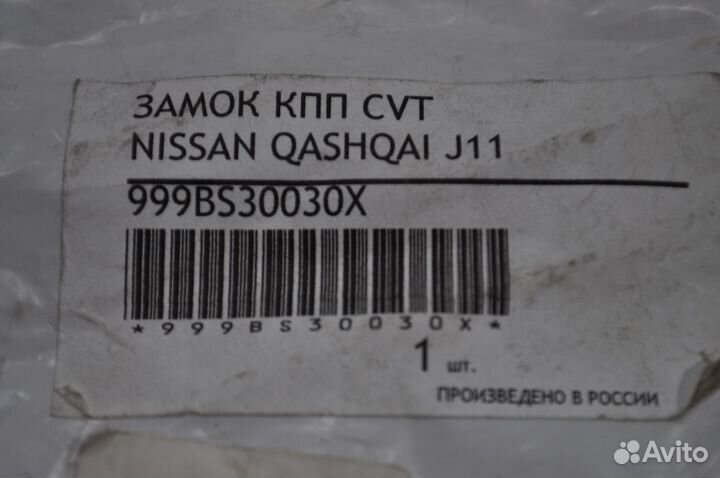 ЗАМОК КПП CVT
NISSAN QASHQAI J11
999BS30030X
*999BS30030X*
1 шт.
ПРОИЗВЕДЕНО В РОССИИ
Avito